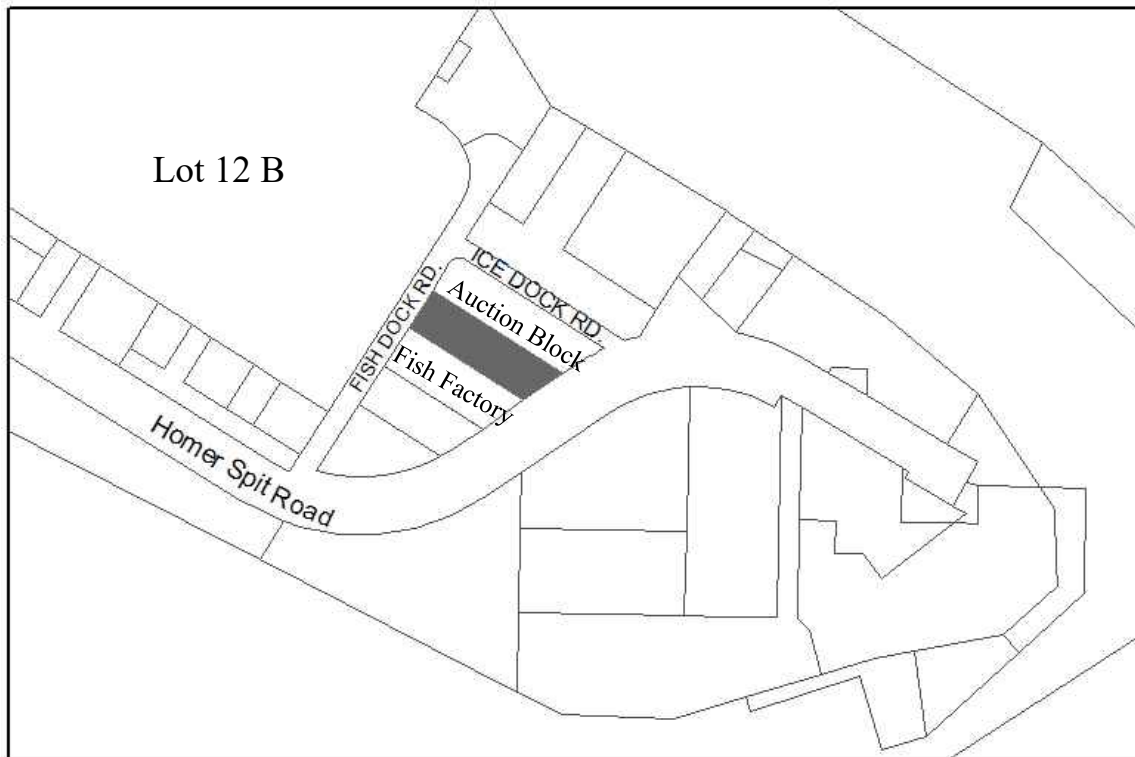 Lot 12 B
ICE DOCK RD.
FISH DOCK RD.
Auction Block
Fish Factory
Homer Spit Road